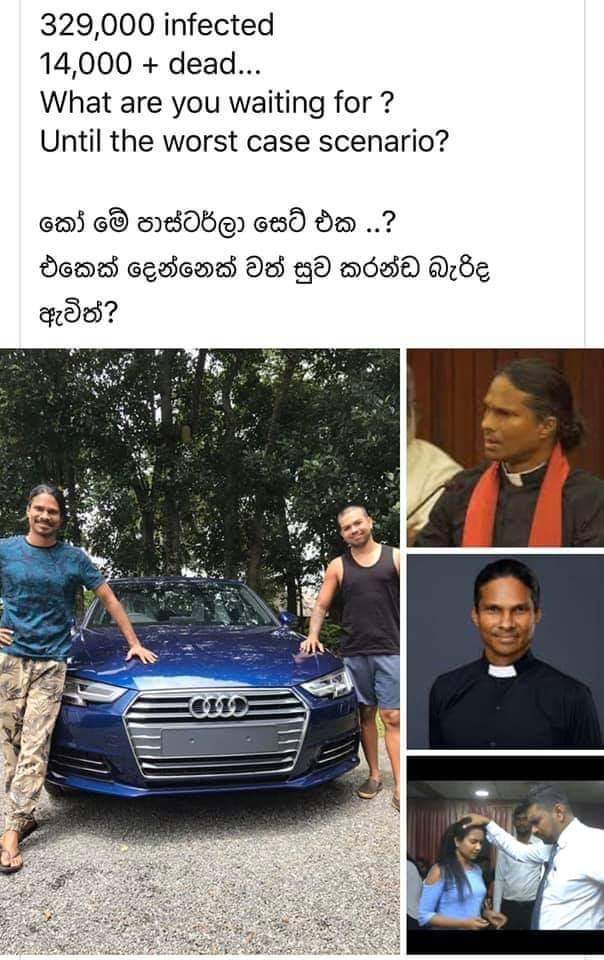 329,000 infected
14,000 + dead...
What are you waiting for ?
Until the worst case scenario?
කෝ මේ පාස්ටර්ලා සෙට් එක ..?
එකෙක් දෙන්නෙක් වත් සුව කරන්ඩ බැරිද
ඇවිත්?